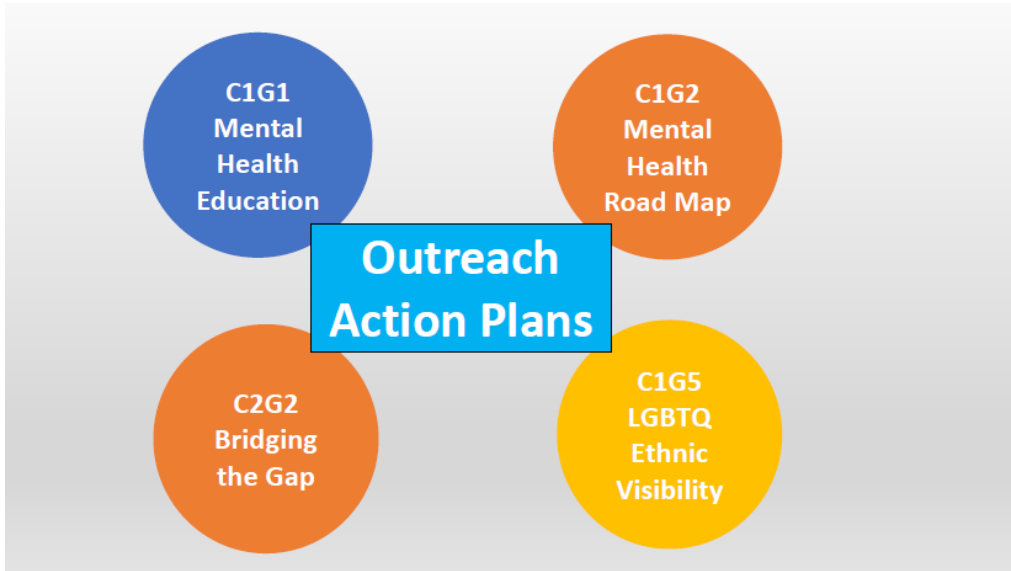 C1G1
Mental
Health
Education
C1G2
Mental
Health
Road Map
Outreach
Action Plans
C2G2
Bridging
the Gap
C1G5
LGBTQ
Ethnic
Visibility